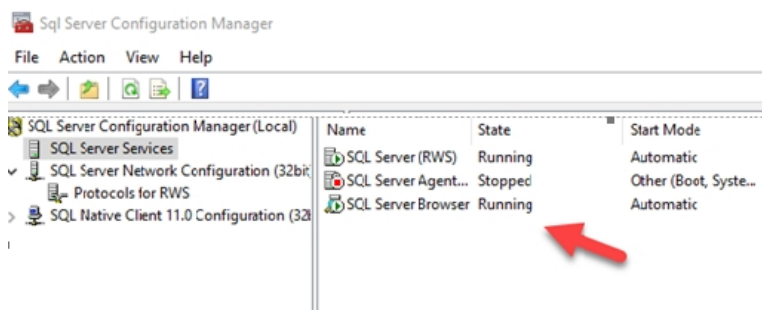 Sql Server Configuration Manager
File Action View Help
SQL Server Configuration Manager (Local)
SQL Server Services
SQL Server Network Configuration (32bit
Protocols for RWS
SQL Native Client 11.0 Configuration (32
Name State Start Mode
SQL Server (RWS) Running Automatic
SQL Server Agent... Stopped Other (Boot, Syste...
SQL Server Browser Running Automatic